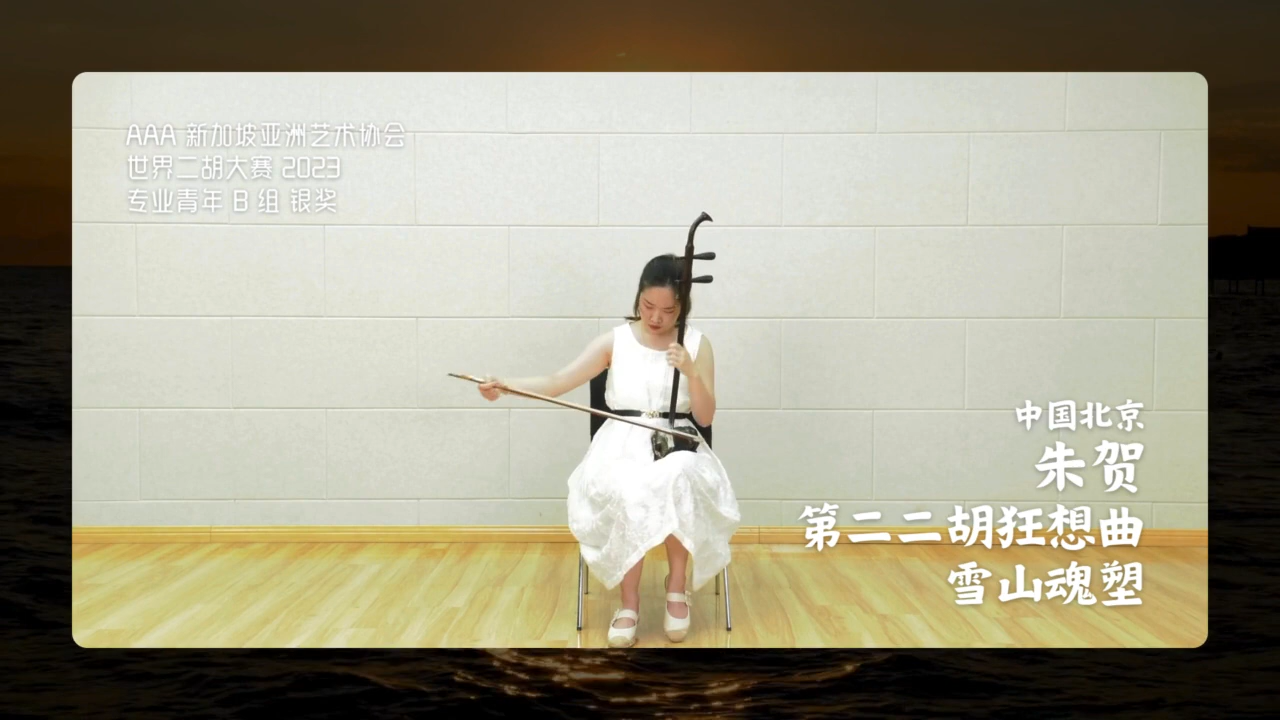 AAA 新加坡亚洲艺术协会
世界二胡大赛 2023
专业青年 B 组 银奖
中国北京
朱贺
第二二胡狂想曲
雪山魂塑